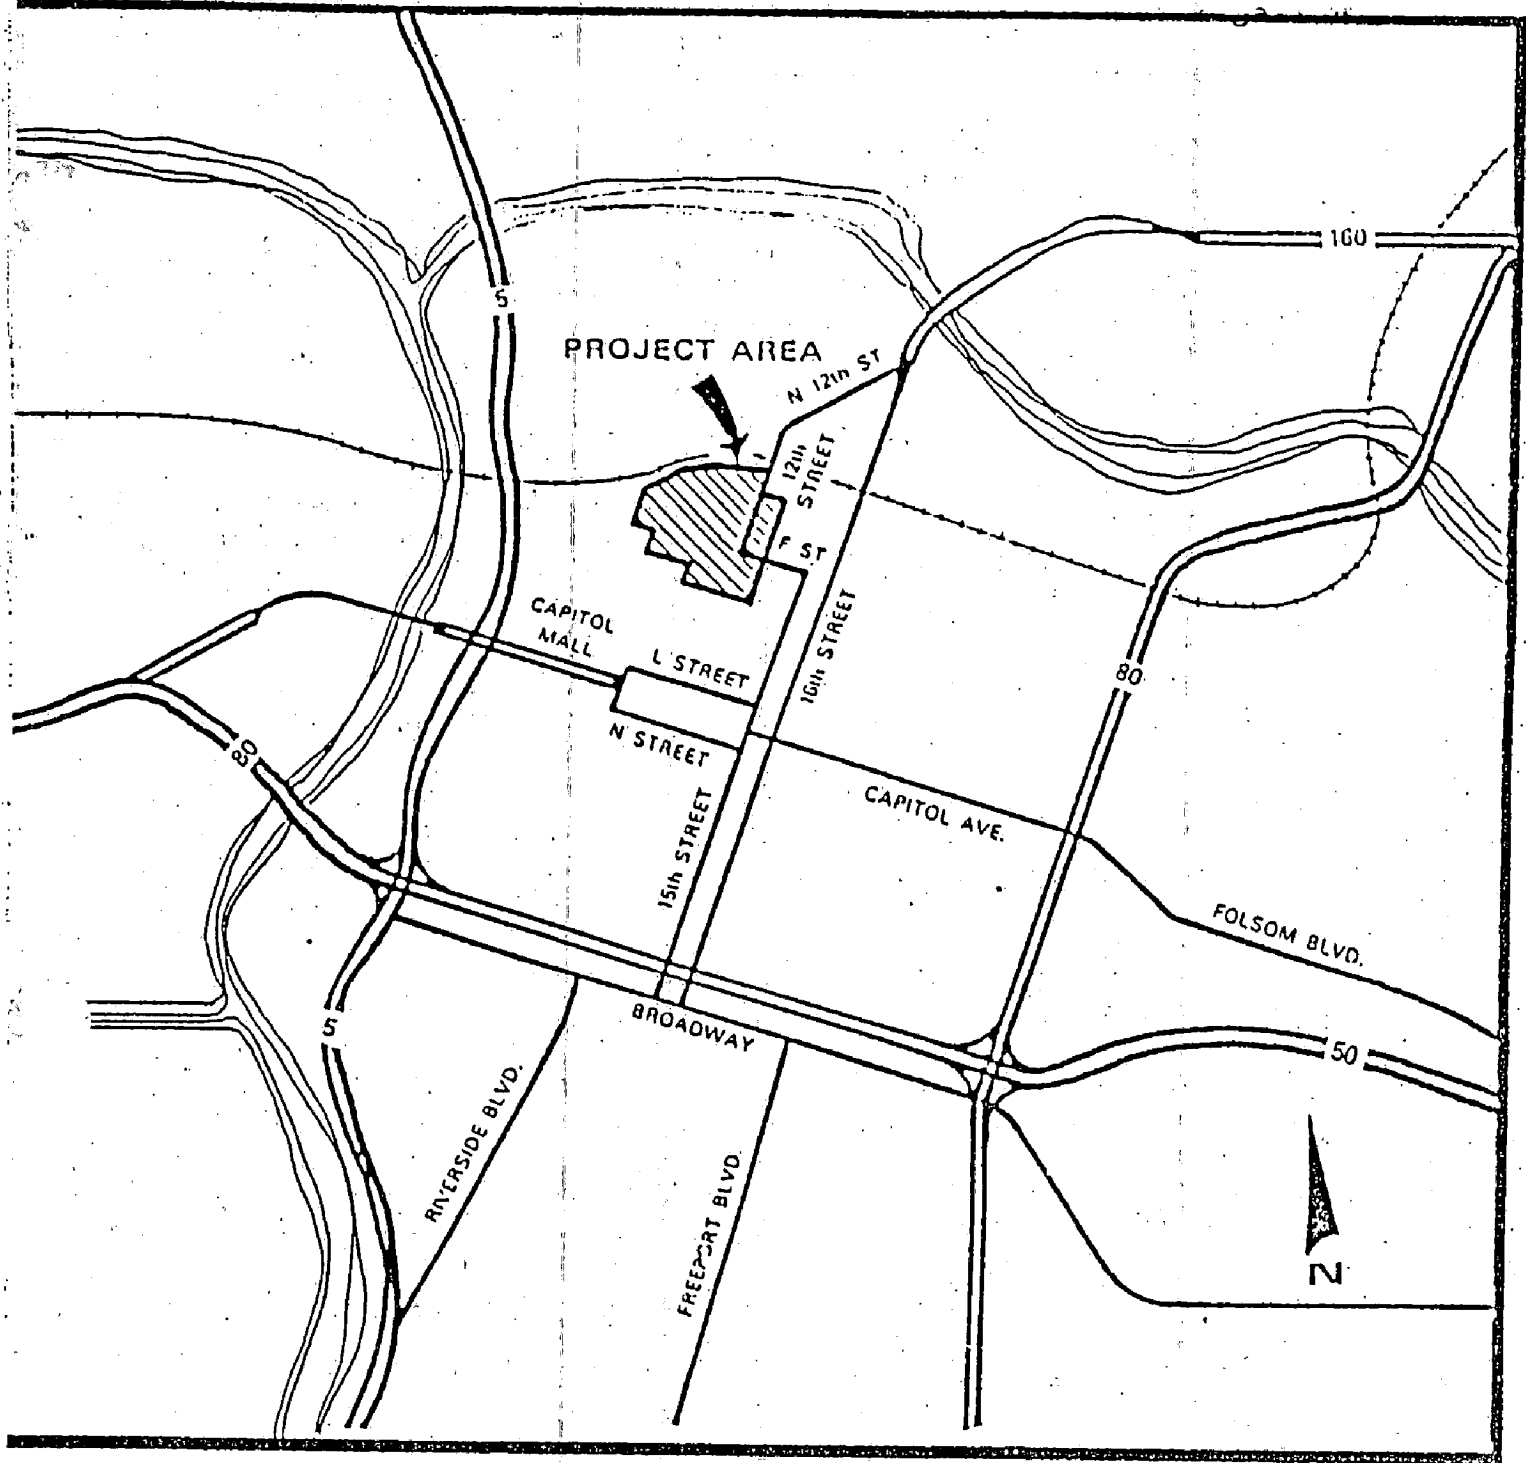 160
5
PROJECT AREA
N 12th ST
12th
STREET
F ST
CAPITOL
MALL
L STREET
16th STREET
80
N STREET
80
CAPITOL AVE.
15th STREET
FOLSOM BLVD.
5
BROADWAY
50
RIVERSIDE BLVD.
FREEPORT BLVD.
N